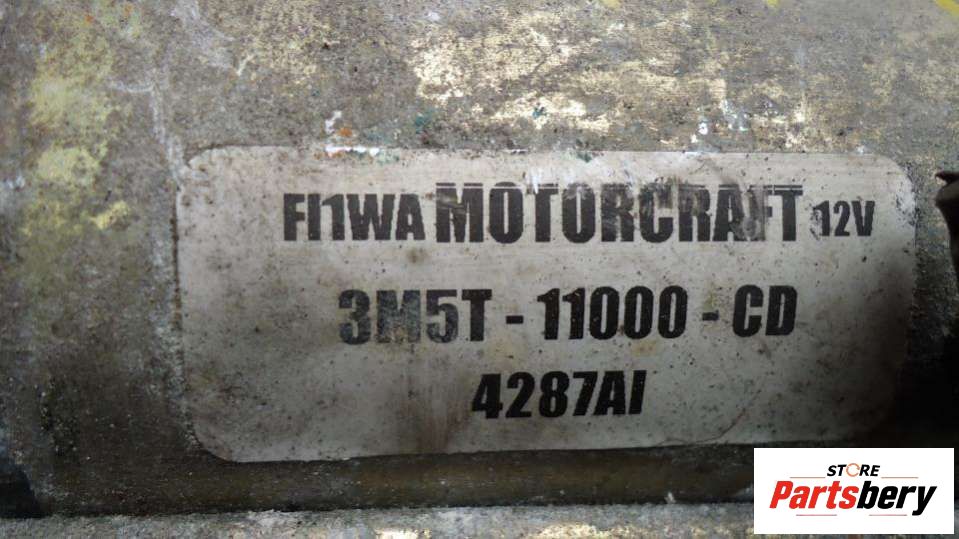 FI1WA MOTORCRAFT 12V
3M5T - 11000 - CD
4287AI
STORE
Partsbery